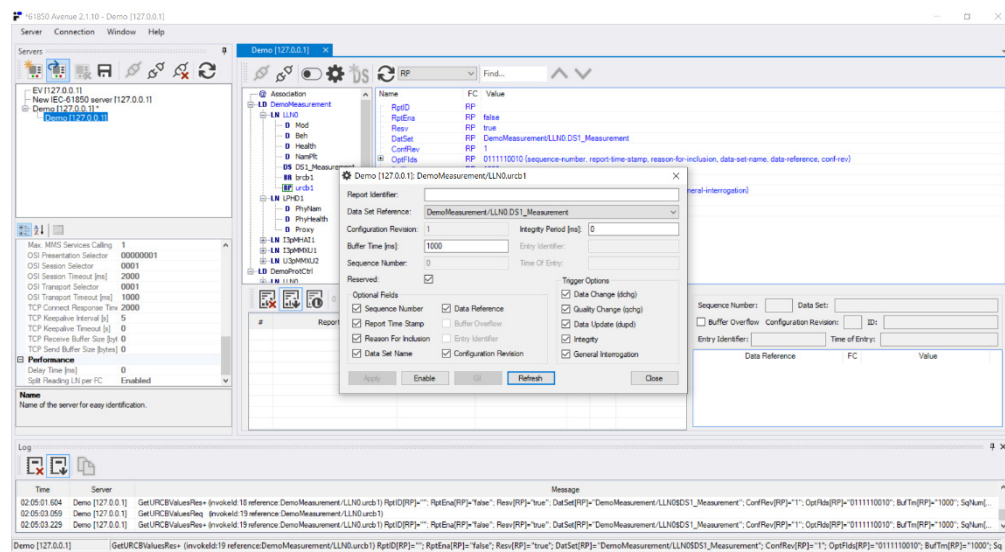 *61850 Avenue 2.1.10 - Demo [127.0.0.1]
Server Connection Window Help
Servers
EV [127.0.0.1]
New IEC-61850 server [127.0.0.1]
Demo [127.0.0.1] *
Demo [127.0.0.1]
Max. MMS Services Calling 1
OSI Presentation Selector 00000001
OSI Session Selector 0001
OSI Session Timeout [ms] 2000
OSI Transport Selector 0001
OSI Transport Timeout [ms] 1000
TCP Connect Response Tim 2000
TCP Keepalive Interval [s] 5
TCP Keepalive Timeout [s] 0
TCP Receive Buffer Size [byt 0
TCP Send Buffer Size [bytes] 0
Performance
Delay Time [ms] 0
Split Reading LN per FC Enabled
Name
Name of the server for easy identification.
Demo [127.0.0.1] ×
DS RP Find...
Association
LD DemoMeasurement
LN LLN0
D Mod
D Beh
D Health
D NamPlt
DS DS1_Measurement
BR brcb1
RP urcb1
LN LPHD1
D PhyNam
D PhyHealth
D Proxy
LN I3pMHAI1
LN I3pMMXU1
LN U3pMMXU2
LD DemoProtCtrl
LN LLN0
Name FC Value
RptID RP
RptEna RP false
Resv RP true
DatSet RP DemoMeasurement/LLN0.DS1_Measurement
ConfRev RP 1
OptFlds RP 0111110010 [sequence-number, report-time-stamp, reason-for-inclusion, data-set-name, data-reference, conf-rev)
neral-interrogation]
Demo [127.0.0.1]: DemoMeasurement/LLN0.urcb1
Report Identifier:
Data Set Reference: DemoMeasurement/LLN0.DS1_Measurement
Configuration Revision: 1 Integrity Period [ms]: 0
Buffer Time [ms]: 1000 Entry Identifier:
Sequence Number: 0 Time Of Entry:
Reserved:
Optional Fields
Sequence Number Data Reference
Report Time Stamp Buffer Overflow
Reason For Inclusion Entry Identifier
Data Set Name Configuration Revision
Trigger Options
Data Change (dchg)
Quality Change (qchg)
Data Update (dupd)
Integrity
General Interrogation
Apply Enable GI Refresh Close
# Report
Sequence Number: Data Set:
Buffer Overflow Configuration Revision: ID:
Entry Identifier: Time of Entry:
Data Reference FC Value
Log
Time Server Message
02:05:01.604 Demo [127.0.0.1] GetURCBValuesRes+ (invokeId:18 reference:DemoMeasurement/LLN0.urcb1) RptID[RP]=""; RptEna[RP]="false"; Resv[RP]="true"; DatSet[RP]="DemoMeasurement/LLN0$DS1_Measurement"; ConfRev[RP]="1"; OptFlds[RP]="0111110010"; BufTm[RP]="1000"; SqNum[...
02:05:03.059 Demo [127.0.0.1] GetURCBValuesReq (invokeId:19 reference:DemoMeasurement/LLN0.urcb1)
02:05:03.229 Demo [127.0.0.1] GetURCBValuesRes+ (invokeId:19 reference:DemoMeasurement/LLN0.urcb1) RptID[RP]=""; RptEna[RP]="false"; Resv[RP]="true"; DatSet[RP]="DemoMeasurement/LLN0$DS1_Measurement"; ConfRev[RP]="1"; OptFlds[RP]="0111110010"; BufTm[RP]="1000"; SqNum[...
Demo [127.0.0.1] GetURCBValuesRes+ (invokeId:19 reference:DemoMeasurement/LLN0.urcb1) RptID[RP]=""; RptEna[RP]="false"; Resv[RP]="true"; DatSet[RP]="DemoMeasurement/LLN0$DS1_Measurement"; ConfRev[RP]="1"; OptFlds[RP]="0111110010"; BufTm[RP]="1000"; Sq